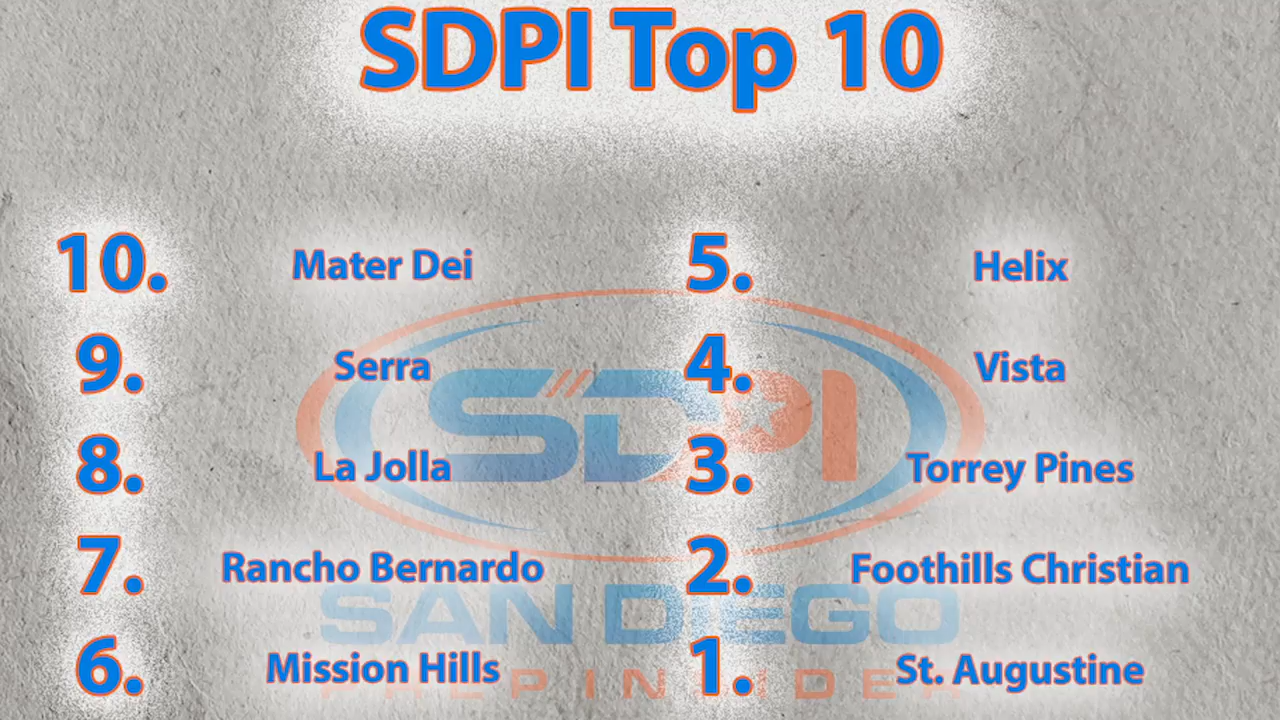 SDPI Top 10
10. Mater Dei
9. Serra
8. La Jolla
7. Rancho Bernardo
6. Mission Hills
5. Helix
4. Vista
3. Torrey Pines
2. Foothills Christian
1. St. Augustine
SDPI
SAN DIEGO